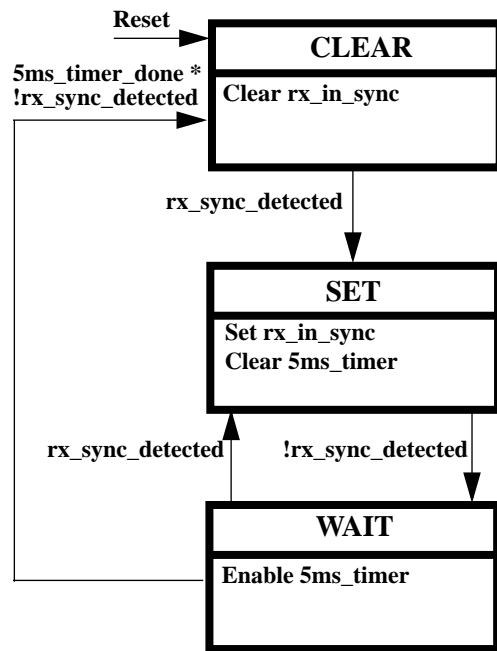 Reset
CLEAR
5ms_timer_done *
!rx_sync_detected
Clear rx_in_sync
rx_sync_detected
SET
Set rx_in_sync
Clear 5ms_timer
rx_sync_detected
!rx_sync_detected
WAIT
Enable 5ms_timer